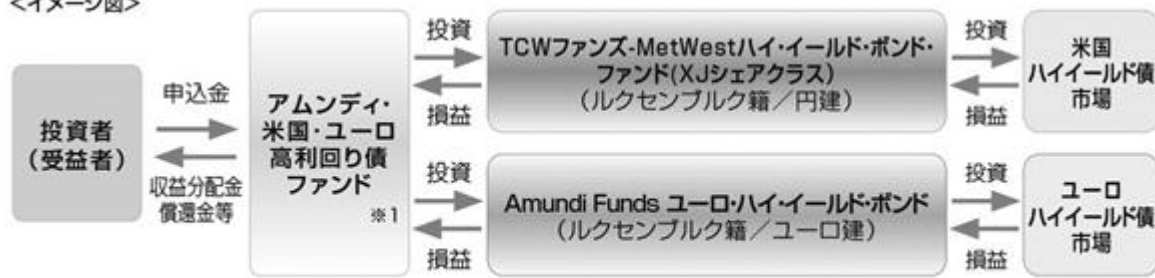 <イメージ図>
投資者
(受益者)
申込金
収益分配金
償還金等
アムンディ・
米国・ユーロ
高利回り債
ファンド
※1
投資
損益
TCWファンズ-MetWestハイ・イールド・ボンド・
ファンド(XJシェアクラス)
(ルクセンブルク籍/円建)
投資
損益
米国
ハイイールド債
市場
投資
損益
Amundi Funds ユーロ・ハイ・イールド・ボンド
(ルクセンブルク籍/ユーロ建)
投資
損益
ユーロ
ハイイールド債
市場